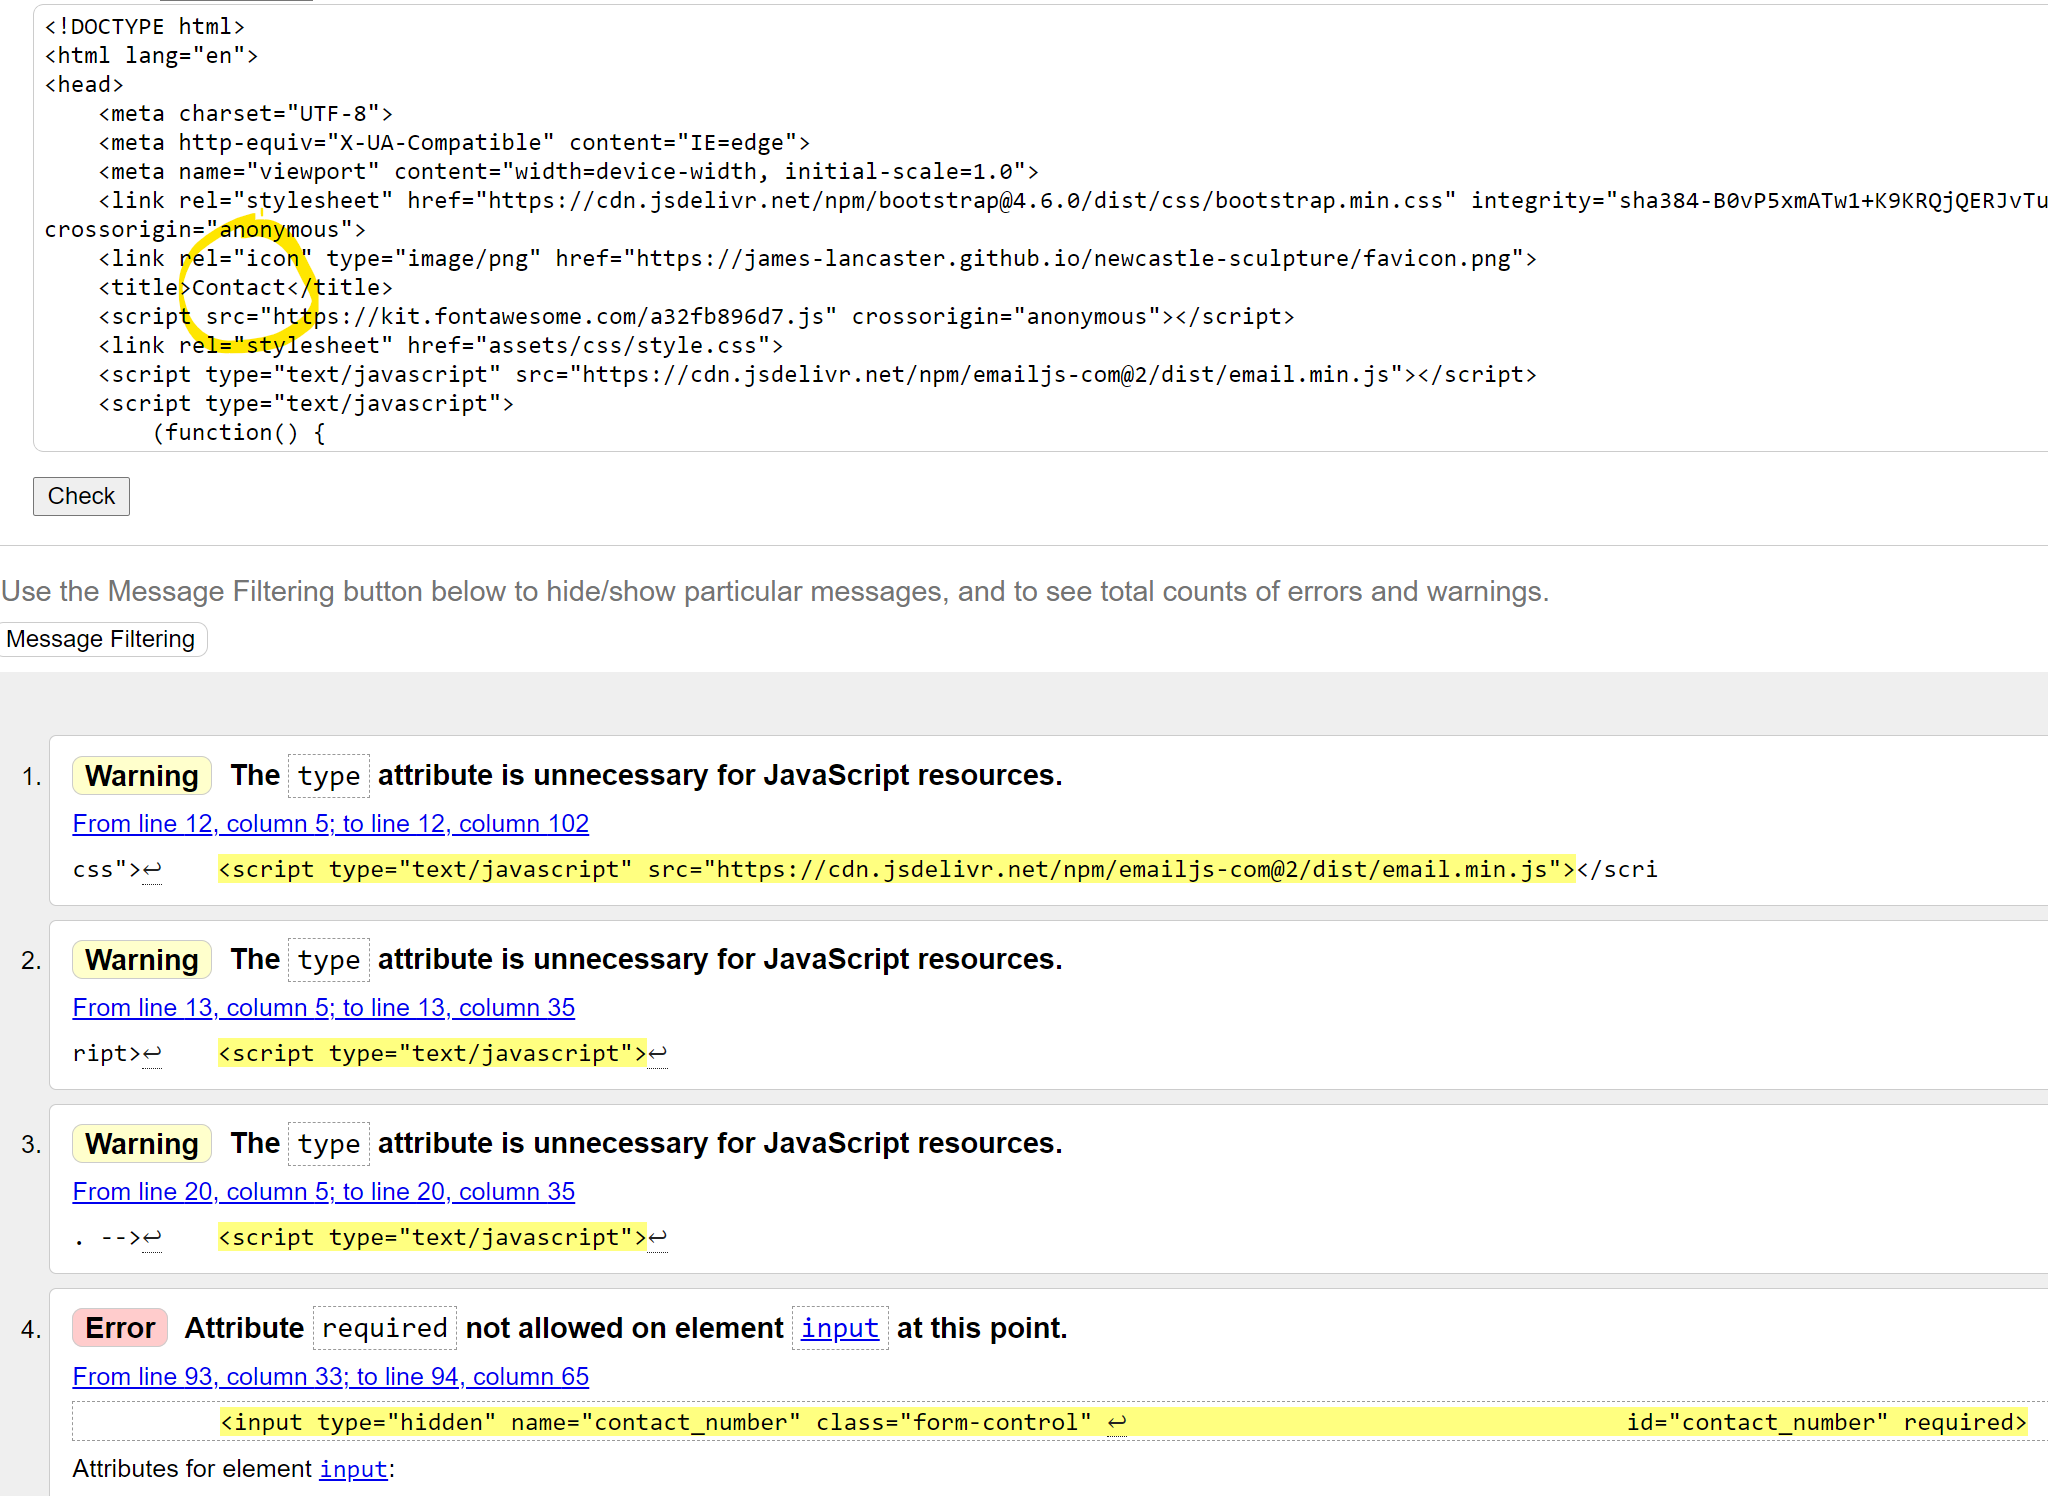 <!DOCTYPE html>
<html lang="en">
<head>
    <meta charset="UTF-8">
    <meta http-equiv="X-UA-Compatible" content="IE=edge">
    <meta name="viewport" content="width=device-width, initial-scale=1.0">
    <link rel="stylesheet" href="https://cdn.jsdelivr.net/npm/bootstrap@4.6.0/dist/css/bootstrap.min.css" integrity="sha384-B0vP5xmATw1+K9KRQjQERJvTu
crossorigin="anonymous">
    <link rel="icon" type="image/png" href="https://james-lancaster.github.io/newcastle-sculpture/favicon.png">
    <title>Contact</title>
    <script src="https://kit.fontawesome.com/a32fb896d7.js" crossorigin="anonymous"></script>
    <link rel="stylesheet" href="assets/css/style.css">
    <script type="text/javascript" src="https://cdn.jsdelivr.net/npm/emailjs-com@2/dist/email.min.js"></script>
    <script type="text/javascript">
        (function() {
Check
Use the Message Filtering button below to hide/show particular messages, and to see total counts of errors and warnings.
Message Filtering
1. Warning The type attribute is unnecessary for JavaScript resources.
From line 12, column 5; to line 12, column 102
css">↩    <script type="text/javascript" src="https://cdn.jsdelivr.net/npm/emailjs-com@2/dist/email.min.js"></scri
2. Warning The type attribute is unnecessary for JavaScript resources.
From line 13, column 5; to line 13, column 35
ript>↩    <script type="text/javascript">↩
3. Warning The type attribute is unnecessary for JavaScript resources.
From line 20, column 5; to line 20, column 35
. -->↩    <script type="text/javascript">↩
4. Error Attribute required not allowed on element input at this point.
From line 93, column 33; to line 94, column 65
<input type="hidden" name="contact_number" class="form-control" ↩ id="contact_number" required>
Attributes for element input: